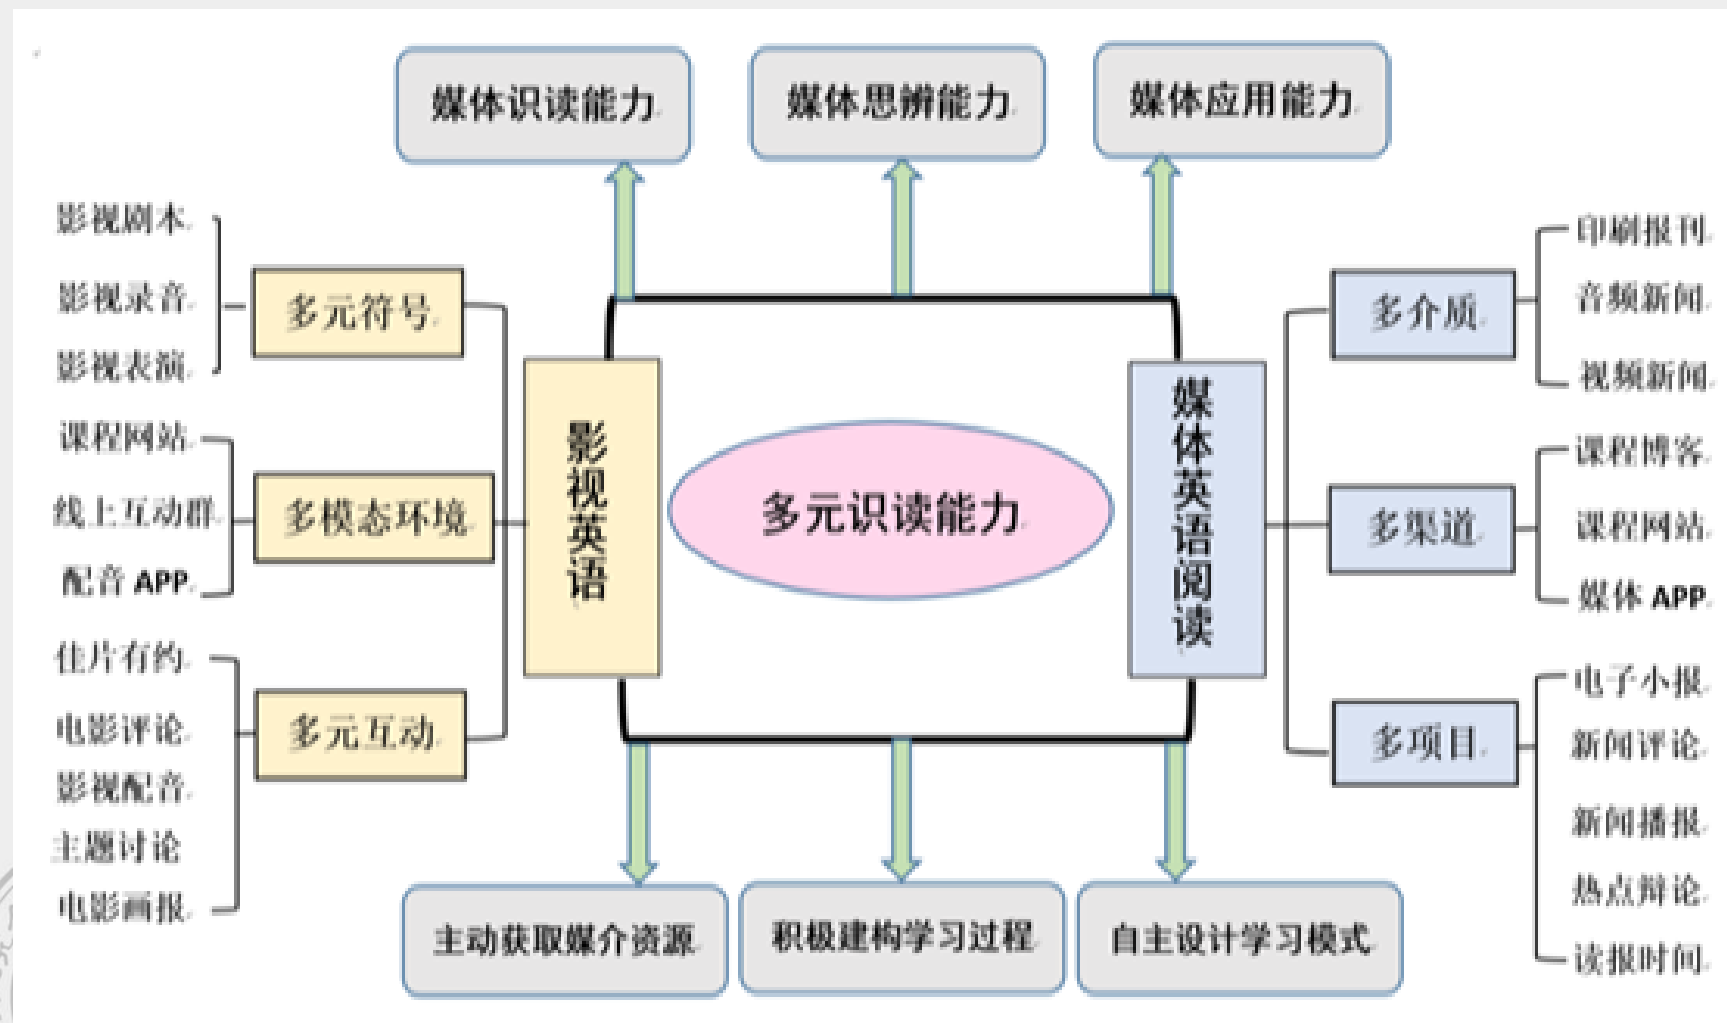 媒体识读能力
媒体思辨能力
媒体应用能力
影视剧本
影视录音
影视表演
多元符号
课程网站
线上互动群
配音 APP
多模态环境
佳片有约
电影评论
影视配音
主题讨论
电影画报
多元互动
影视英语
多元识读能力
媒体英语阅读
多介质
印刷报刊
音频新闻
视频新闻
多渠道
课程博客
课程网站
媒体 APP
多项目
电子小报
新闻评论
新闻播报
热点辩论
读报时间
主动获取媒介资源
积极建构学习过程
自主设计学习模式